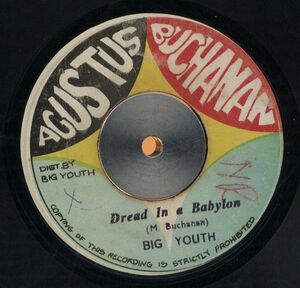 AGUSTUS
BUCHANAN
DIST. BY
BIG YOUTH
Dread In a Babylon
(M. Buchanan)
BIG YOUTH
COPYING OF THIS RECORDING IS STRICTLY PROHIBITED